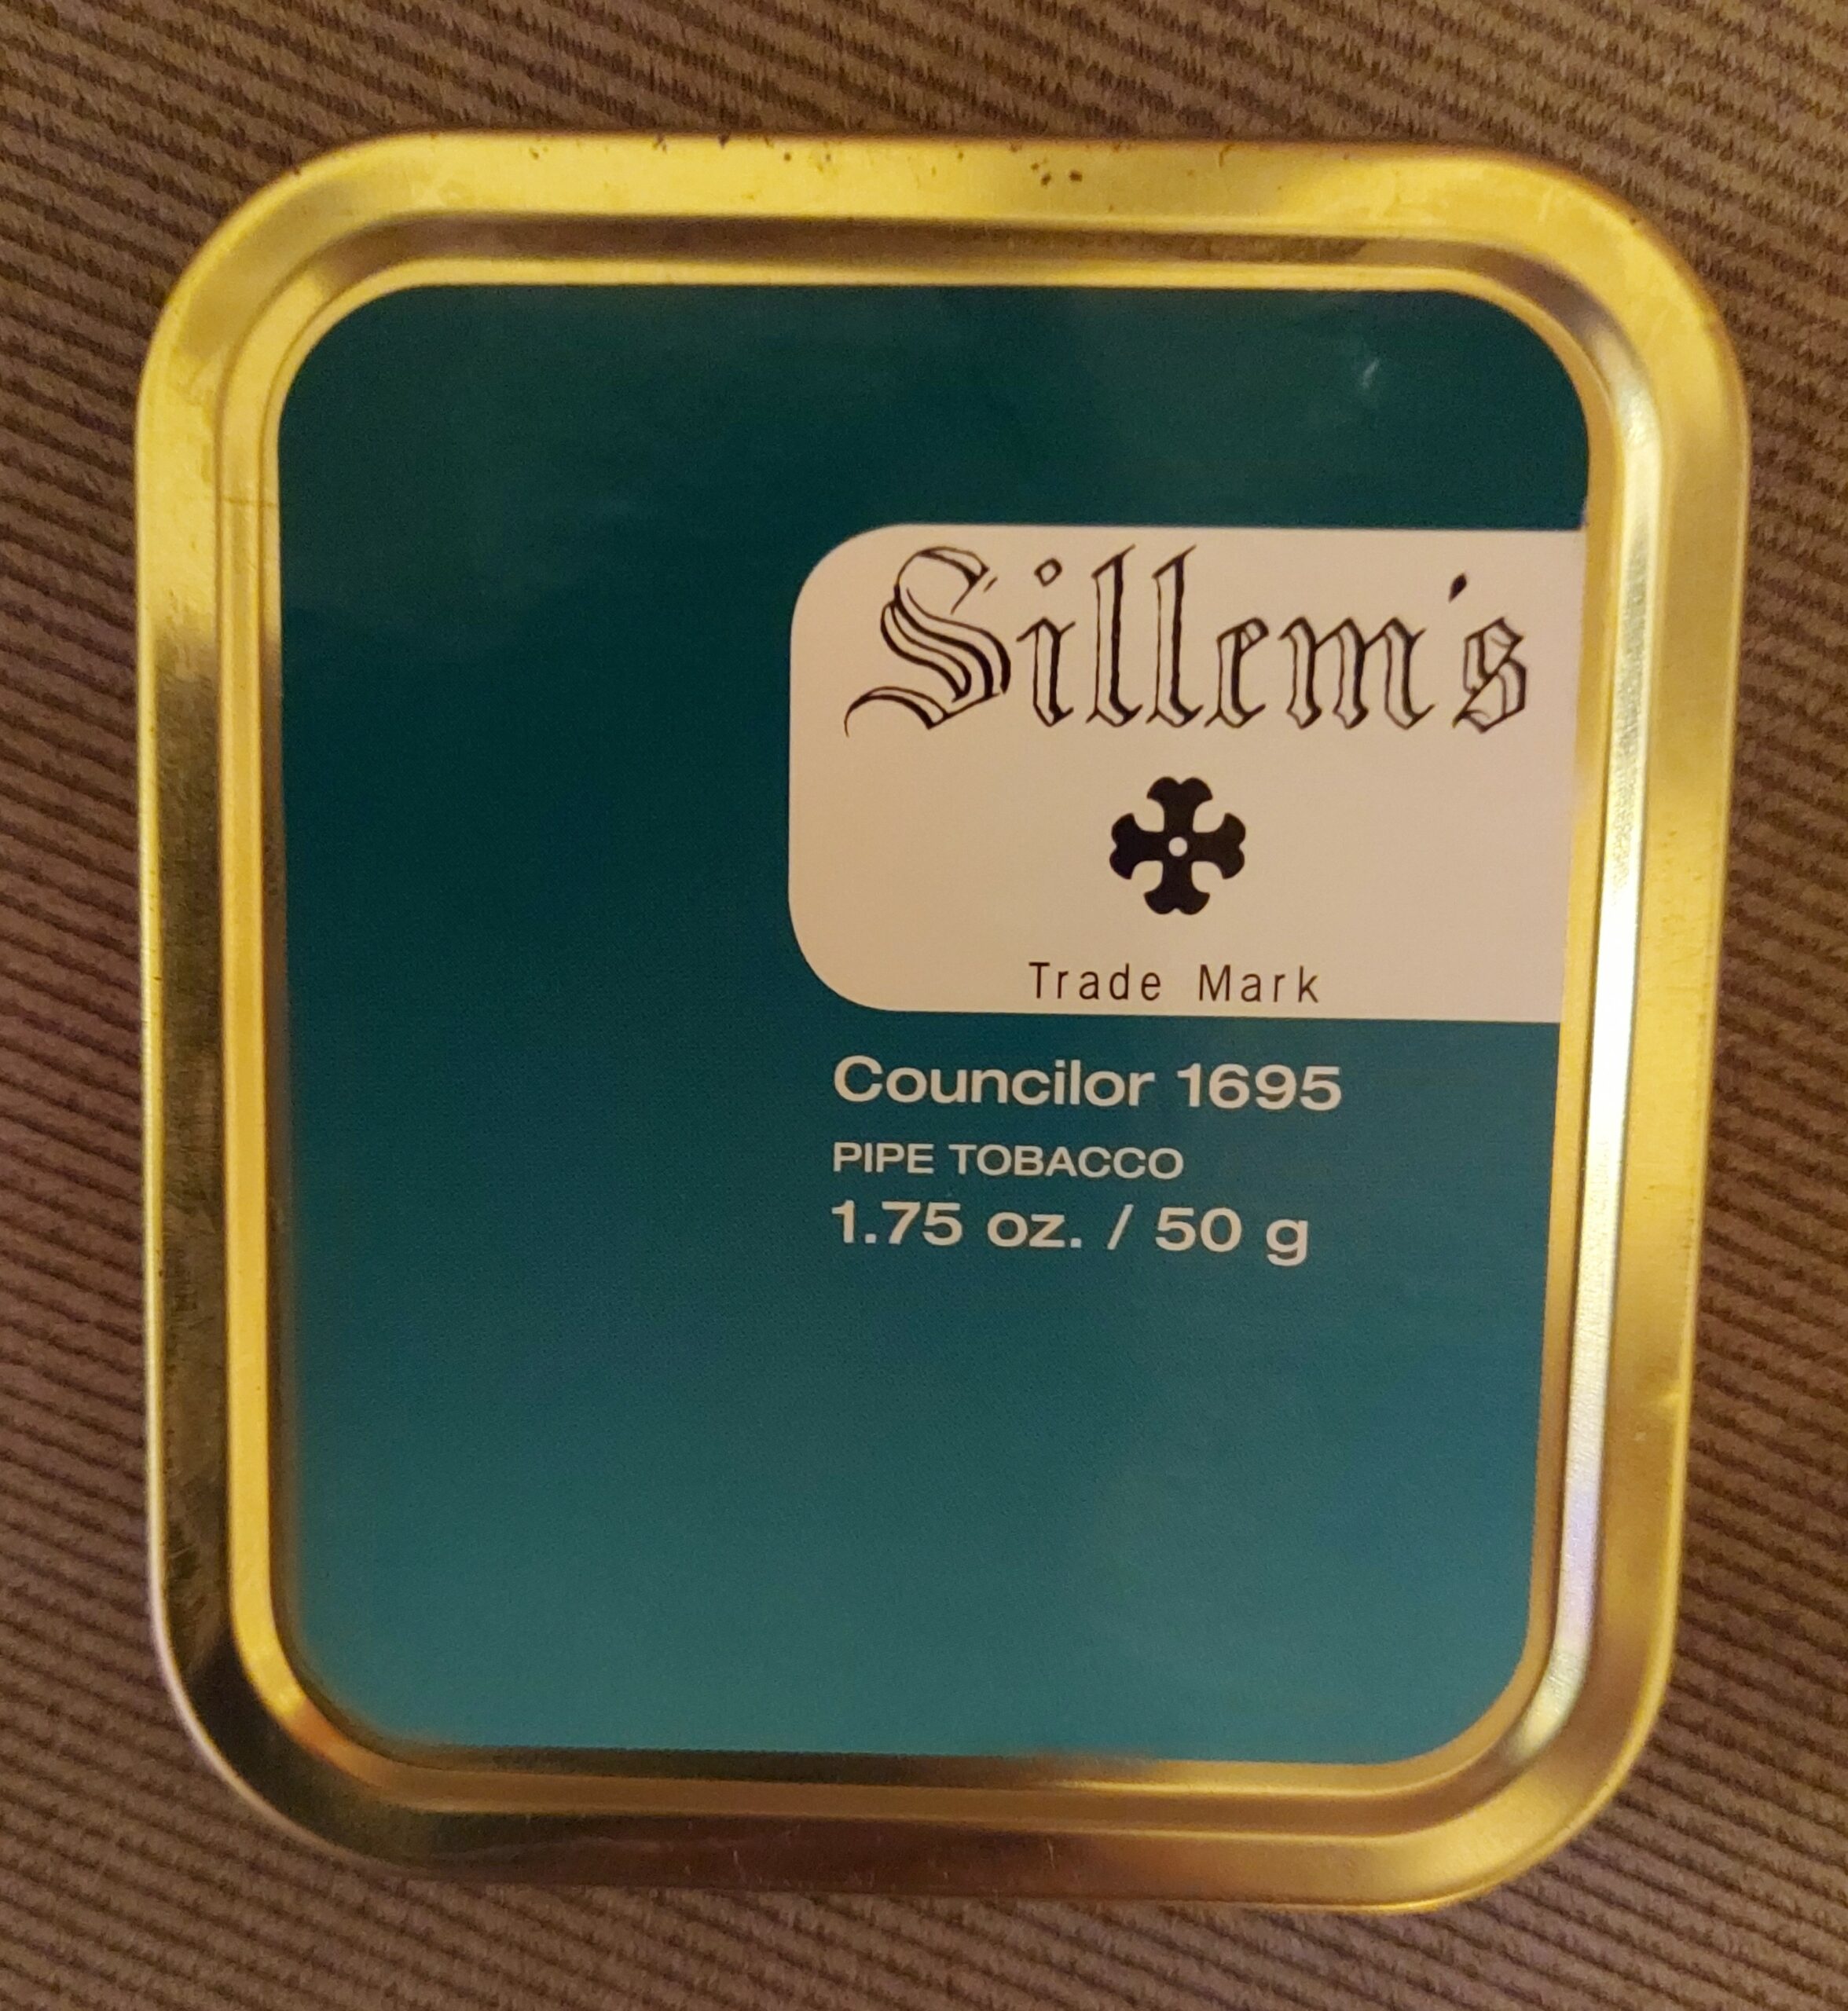 Sillem's
Trade Mark
Councilor 1695
PIPE TOBACCO
1.75 oz. / 50 g